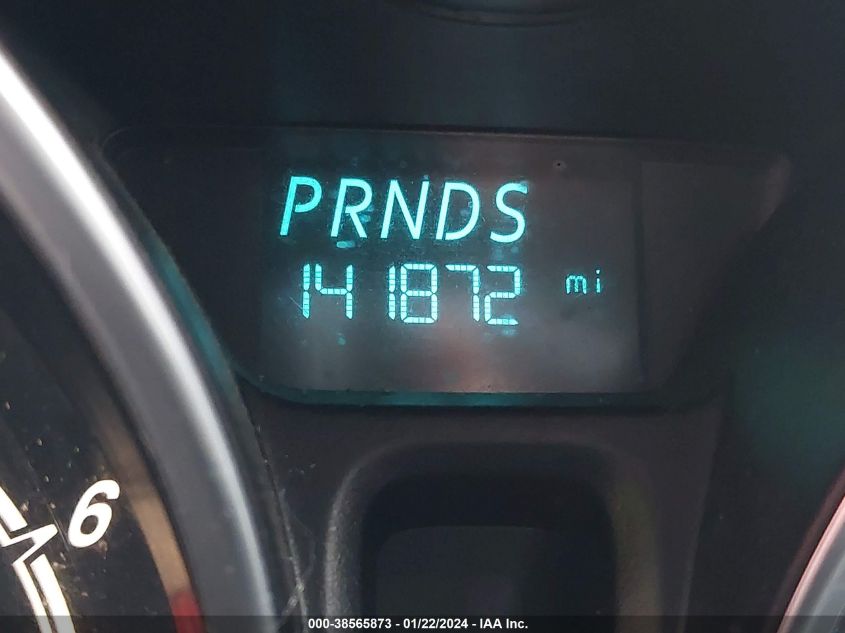 PRNDS
141872 mi
6
000-38565873 - 01/22/2024 - IAA Inc.